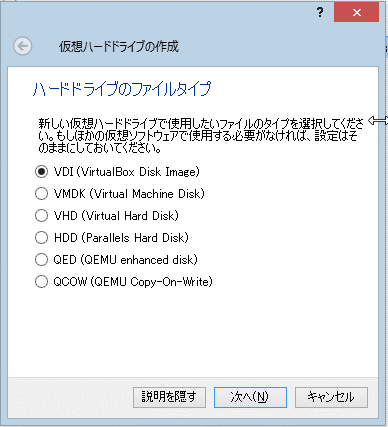 ?
仮想ハードドライブの作成
ハードドライブのファイルタイプ
新しい仮想ハードドライブで使用したいファイルのタイプを選択してくださ
い。もしほかの仮想ソフトウェアで使用する必要がなければ、設定はそ
のままにしておいてください。
VDI (VirtualBox Disk Image)
VMDK (Virtual Machine Disk)
VHD (Virtual Hard Disk)
HDD (Parallels Hard Disk)
QED (QEMU enhanced disk)
QCOW (QEMU Copy-On-Write)
説明を隠す 次へ(N) キャンセル